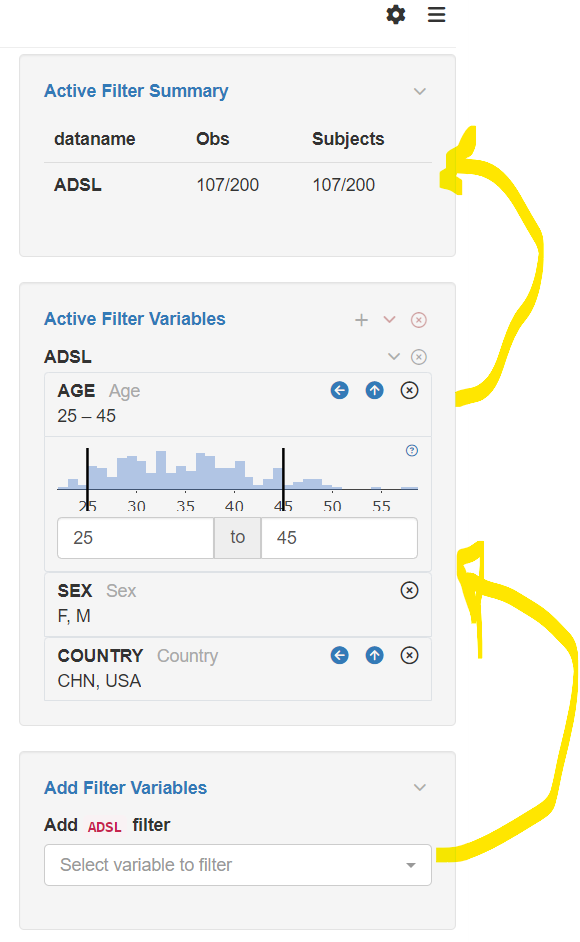 Active Filter Summary
dataname Obs Subjects
ADSL 107/200 107/200
Active Filter Variables
ADSL
AGE Age
25 – 45
?
25 30 35 40 45 50 55
25 to 45
SEX Sex
F, M
COUNTRY Country
CHN, USA
Add Filter Variables
Add ADSL filter
Select variable to filter